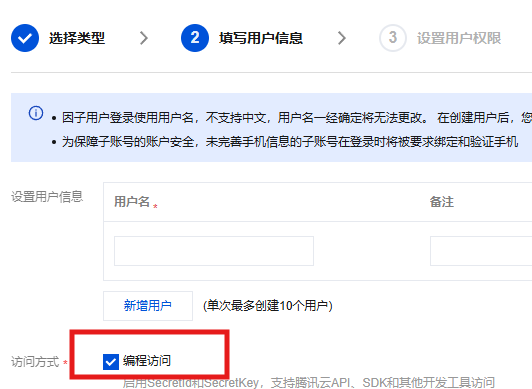 选择类型
2 填写用户信息
3 设置用户权限
因子用户登录使用用户名，不支持中文，用户名一经确定将无法更改。 在创建用户后，您
为保障子账号的账户安全，未完善手机信息的子账号在登录时将被要求绑定和验证手机
设置用户信息
用户名 *
备注
新增用户 (单次最多创建10个用户)
访问方式 * 编程访问
启用SecretId和SecretKey，支持腾讯云API、SDK和其他开发工具访问